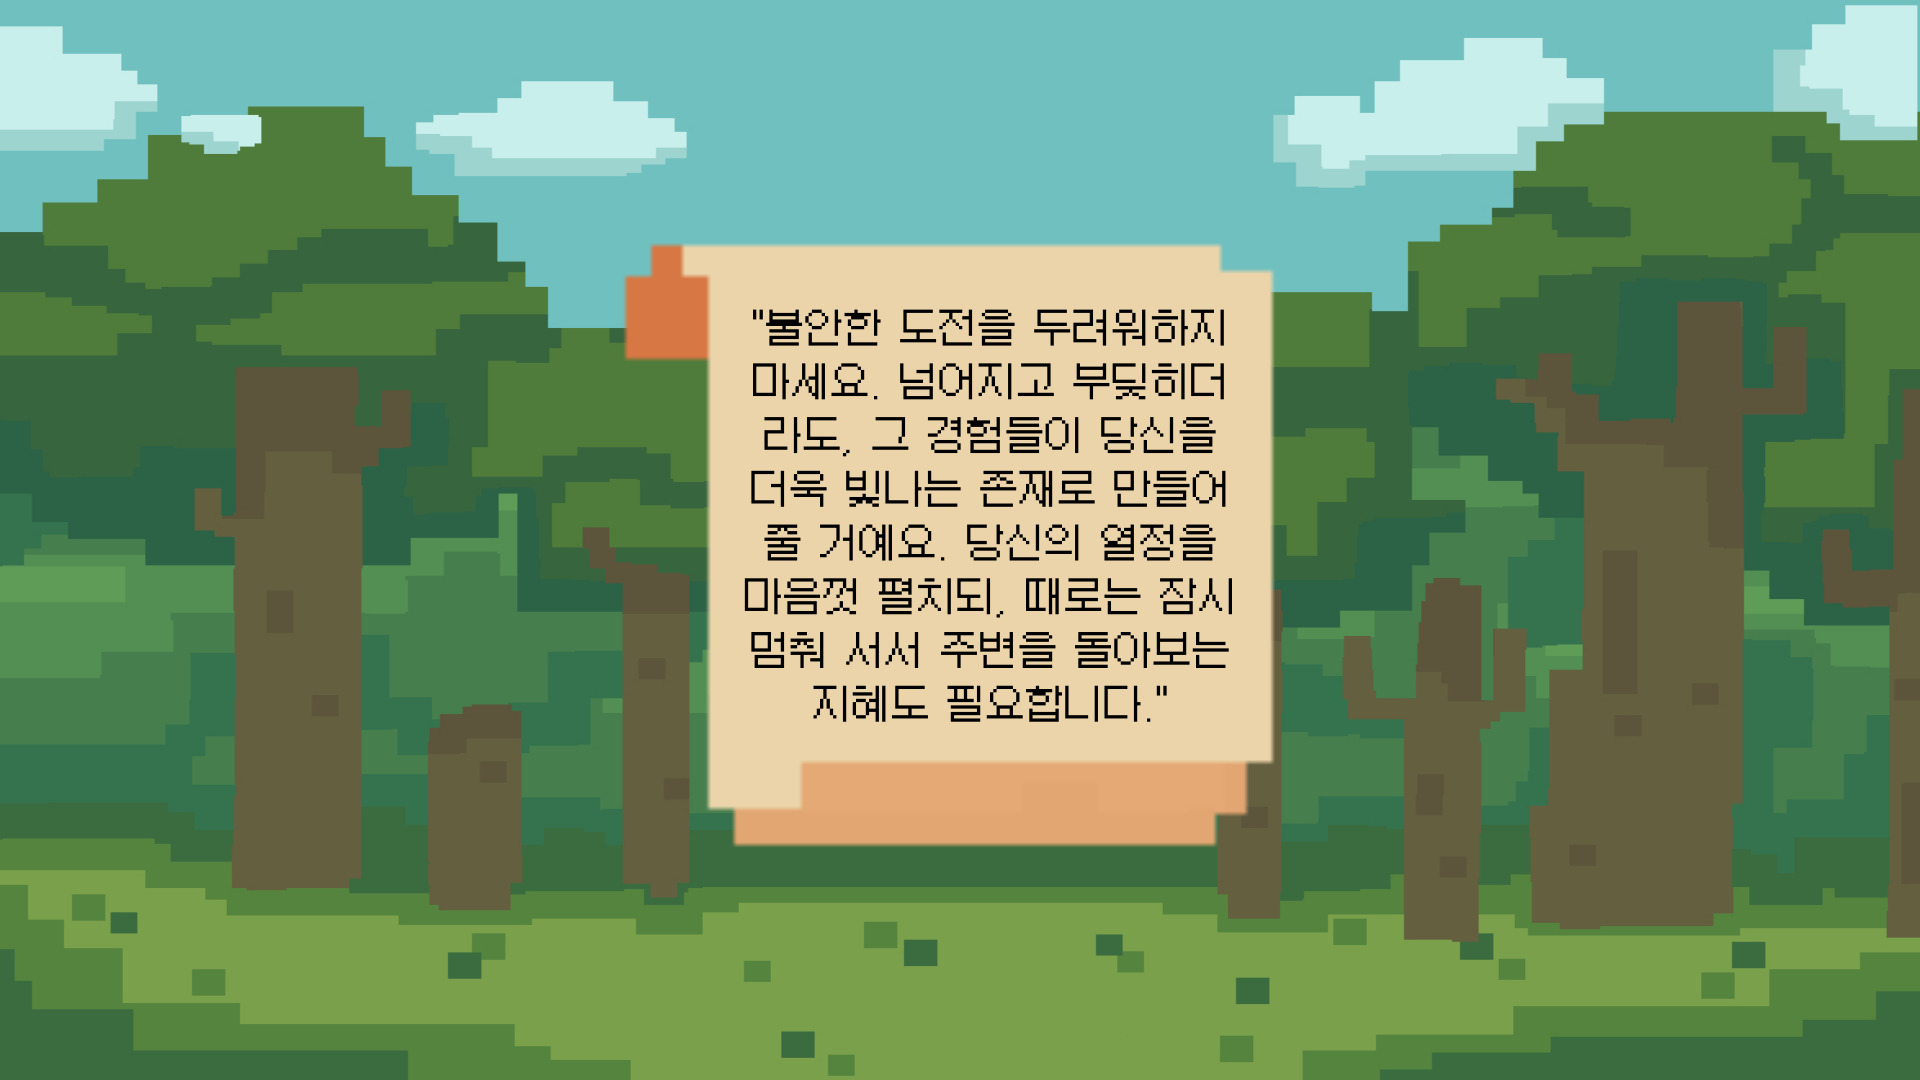 "불안한 도전을 두려워하지
마세요. 넘어지고 부딪히더
라도, 그 경험들이 당신을
더욱 빛나는 존재로 만들어
줄 거예요. 당신의 열정을
마음껏 펼치되, 때로는 잠시
멈춰 서서 주변을 돌아보는
지혜도 필요합니다."